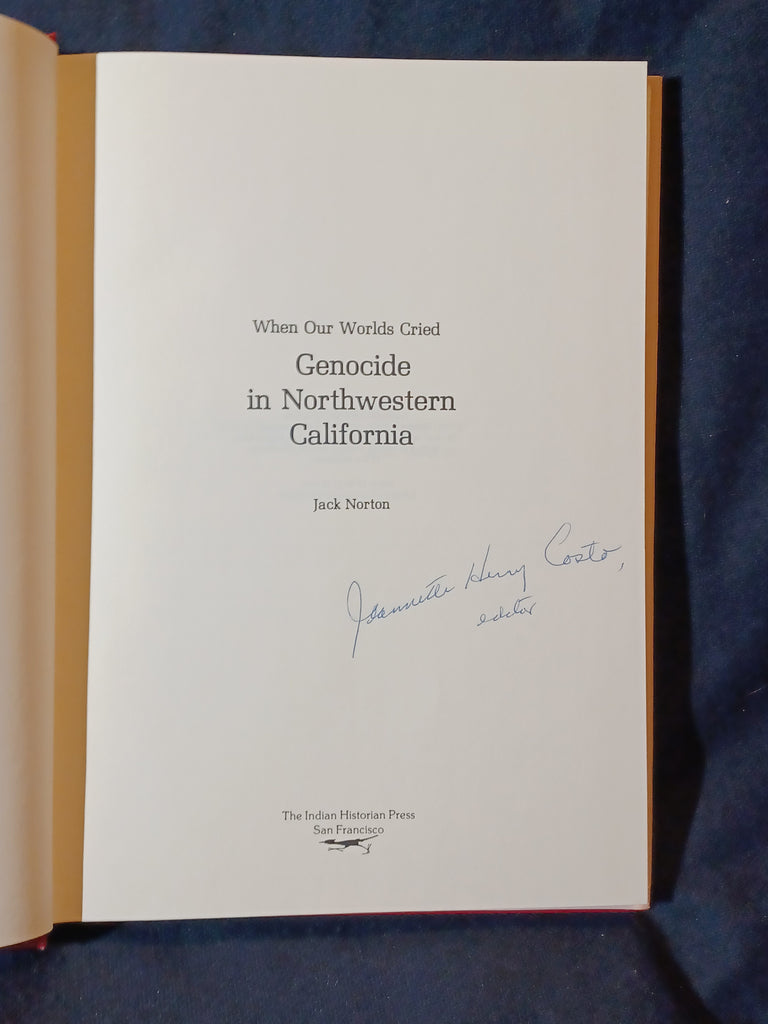 When Our Worlds Cried
Genocide
in Northwestern
California
Jack Norton
Jeannette Henry Costo,
editor
The Indian Historian Press
San Francisco